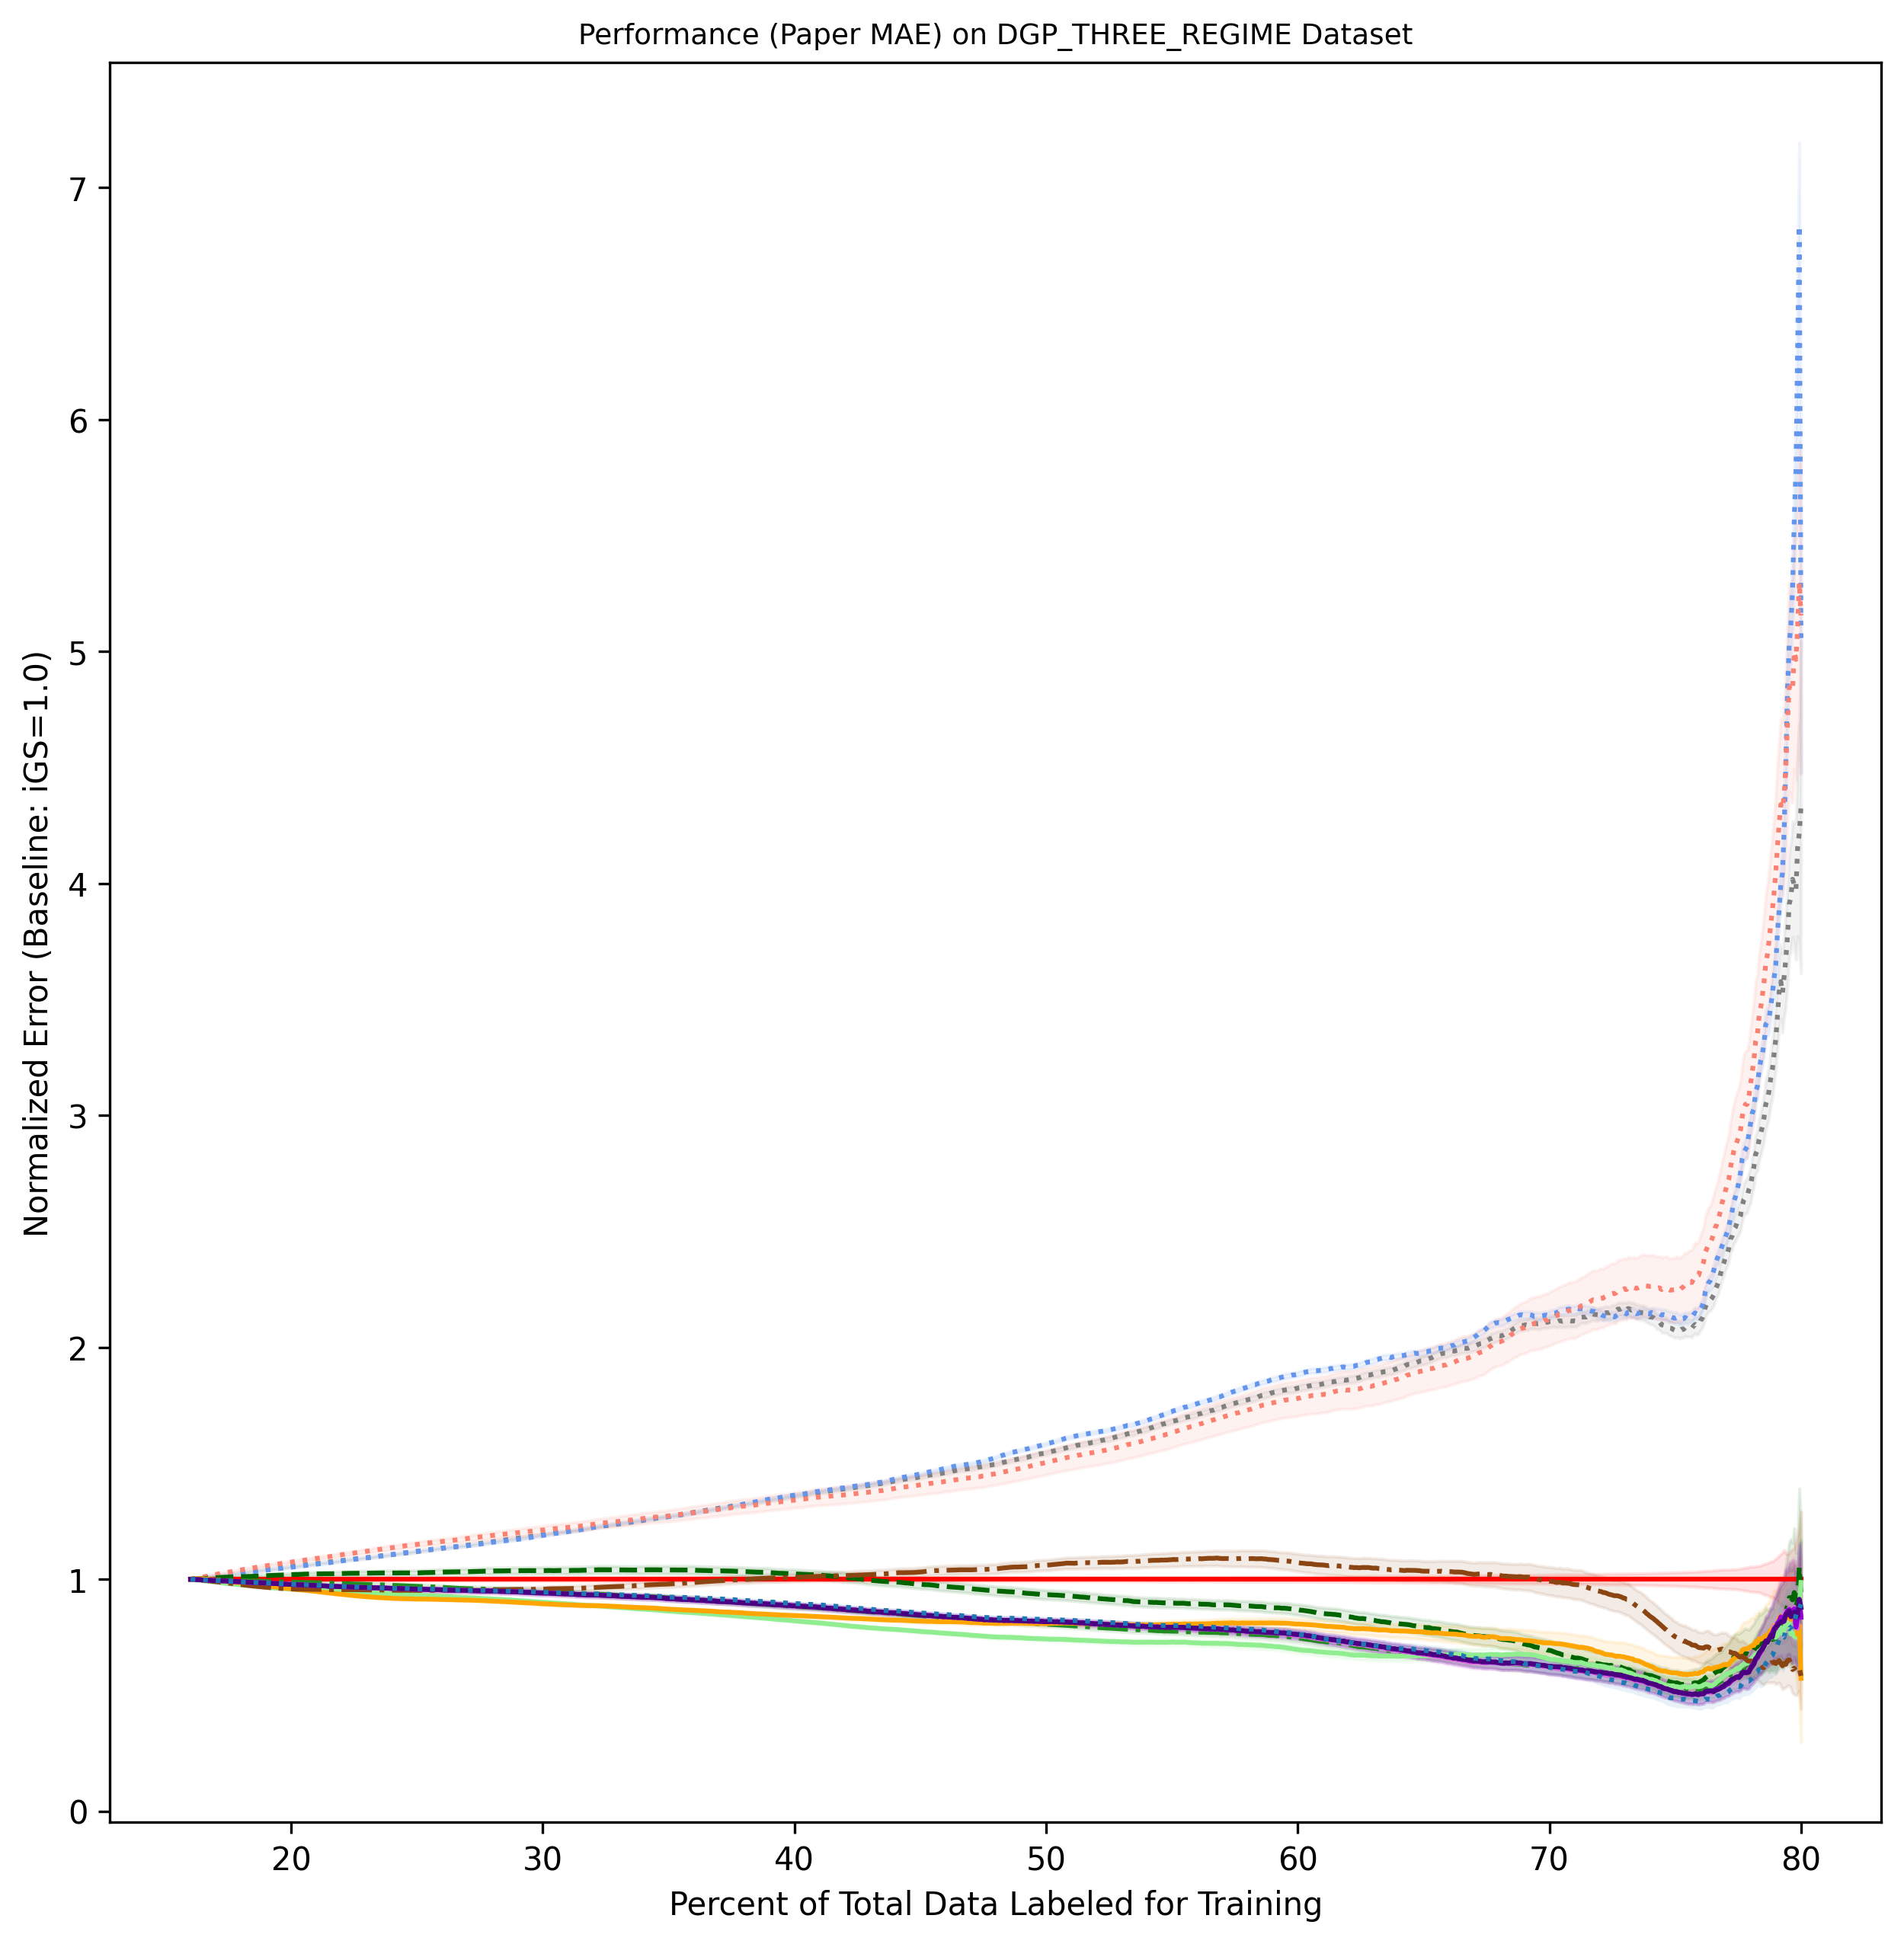 Performance (Paper MAE) on DGP_THREE_REGIME Dataset
Normalized Error (Baseline: iGS=1.0)
7
6
5
4
3
2
1
0
20 30 40 50 60 70 80
Percent of Total Data Labeled for Training